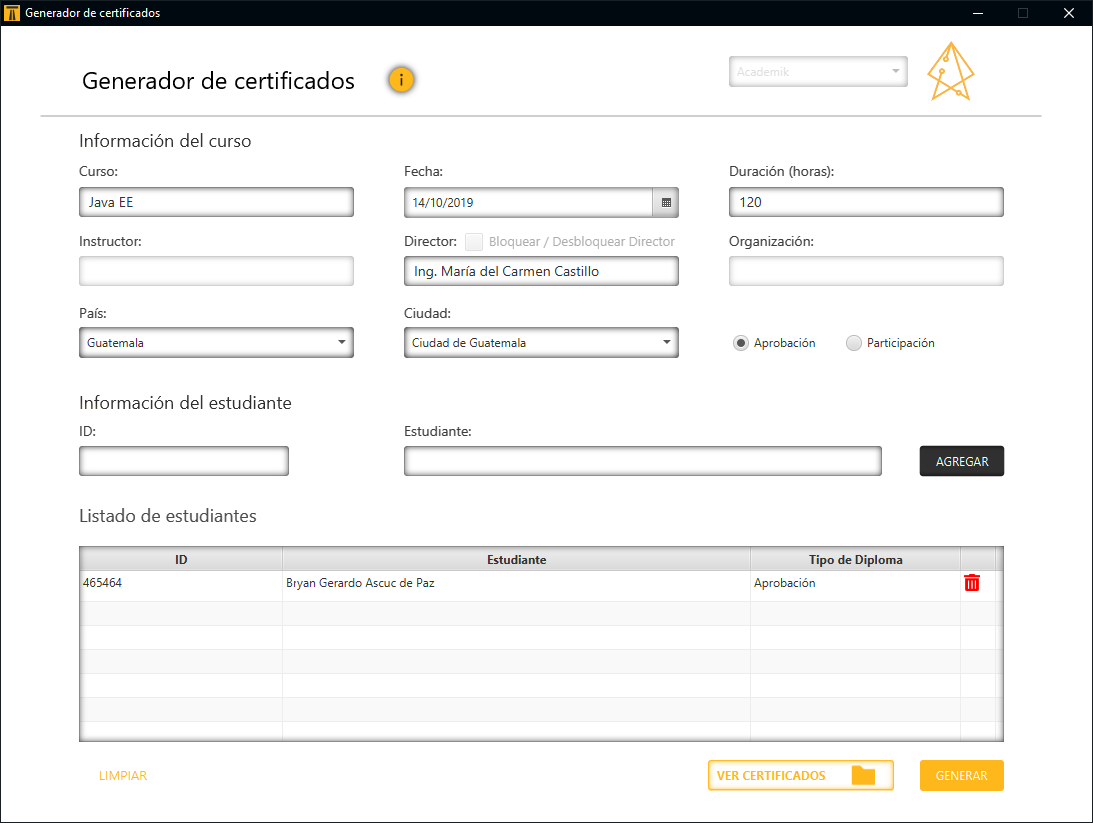 Generador de certificados
Generador de certificados
i
Academik
Información del curso
Curso:
Fecha:
Duración (horas):
Java EE
14/10/2019
120
Instructor:
Director:
Bloquear / Desbloquear Director
Organización:
Ing. María del Carmen Castillo
País:
Ciudad:
Guatemala
Ciudad de Guatemala
Aprobación
Participación
Información del estudiante
ID:
Estudiante:
AGREGAR
Listado de estudiantes
ID
Estudiante
Tipo de Diploma
465464
Bryan Gerardo Ascuc de Paz
Aprobación
LIMPIAR
VER CERTIFICADOS
GENERAR